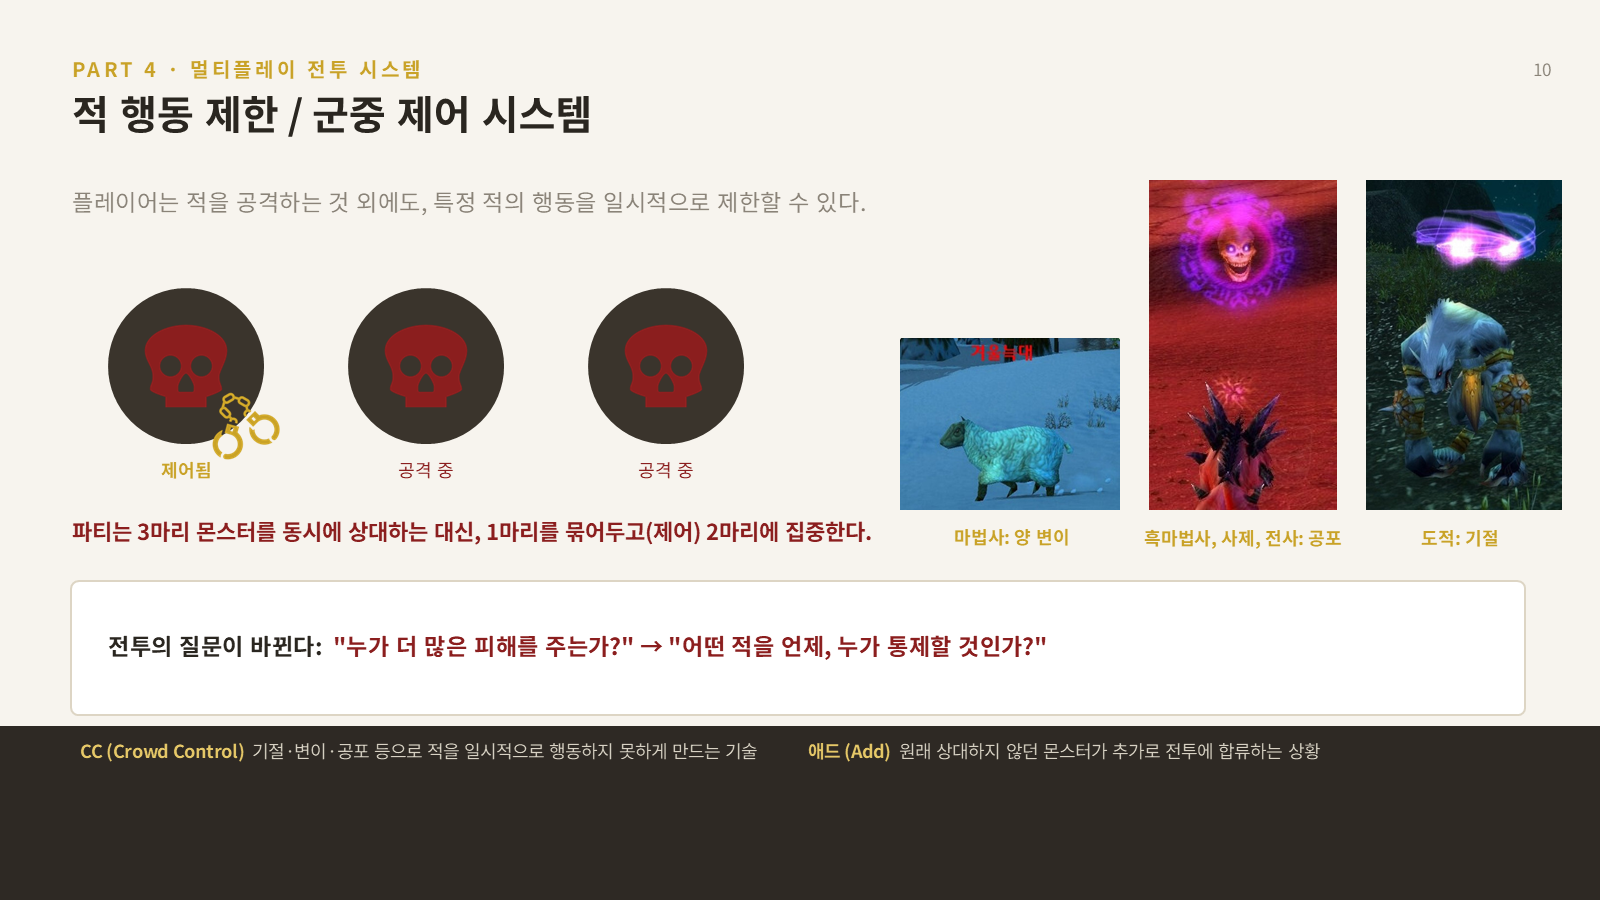 PART 4 · 멀티플레이 전투 시스템
10
적 행동 제한 / 군중 제어 시스템
플레이어는 적을 공격하는 것 외에도, 특정 적의 행동을 일시적으로 제한할 수 있다.
겨울늑대
제어됨
공격 중
공격 중
파티는 3마리 몬스터를 동시에 상대하는 대신, 1마리를 묶어두고(제어) 2마리에 집중한다.
마법사: 양 변이
흑마법사, 사제, 전사: 공포
도적: 기절
전투의 질문이 바뀐다: "누가 더 많은 피해를 주는가?" → "어떤 적을 언제, 누가 통제할 것인가?"
CC (Crowd Control) 기절·변이·공포 등으로 적을 일시적으로 행동하지 못하게 만드는 기술
애드 (Add) 원래 상대하지 않던 몬스터가 추가로 전투에 합류하는 상황